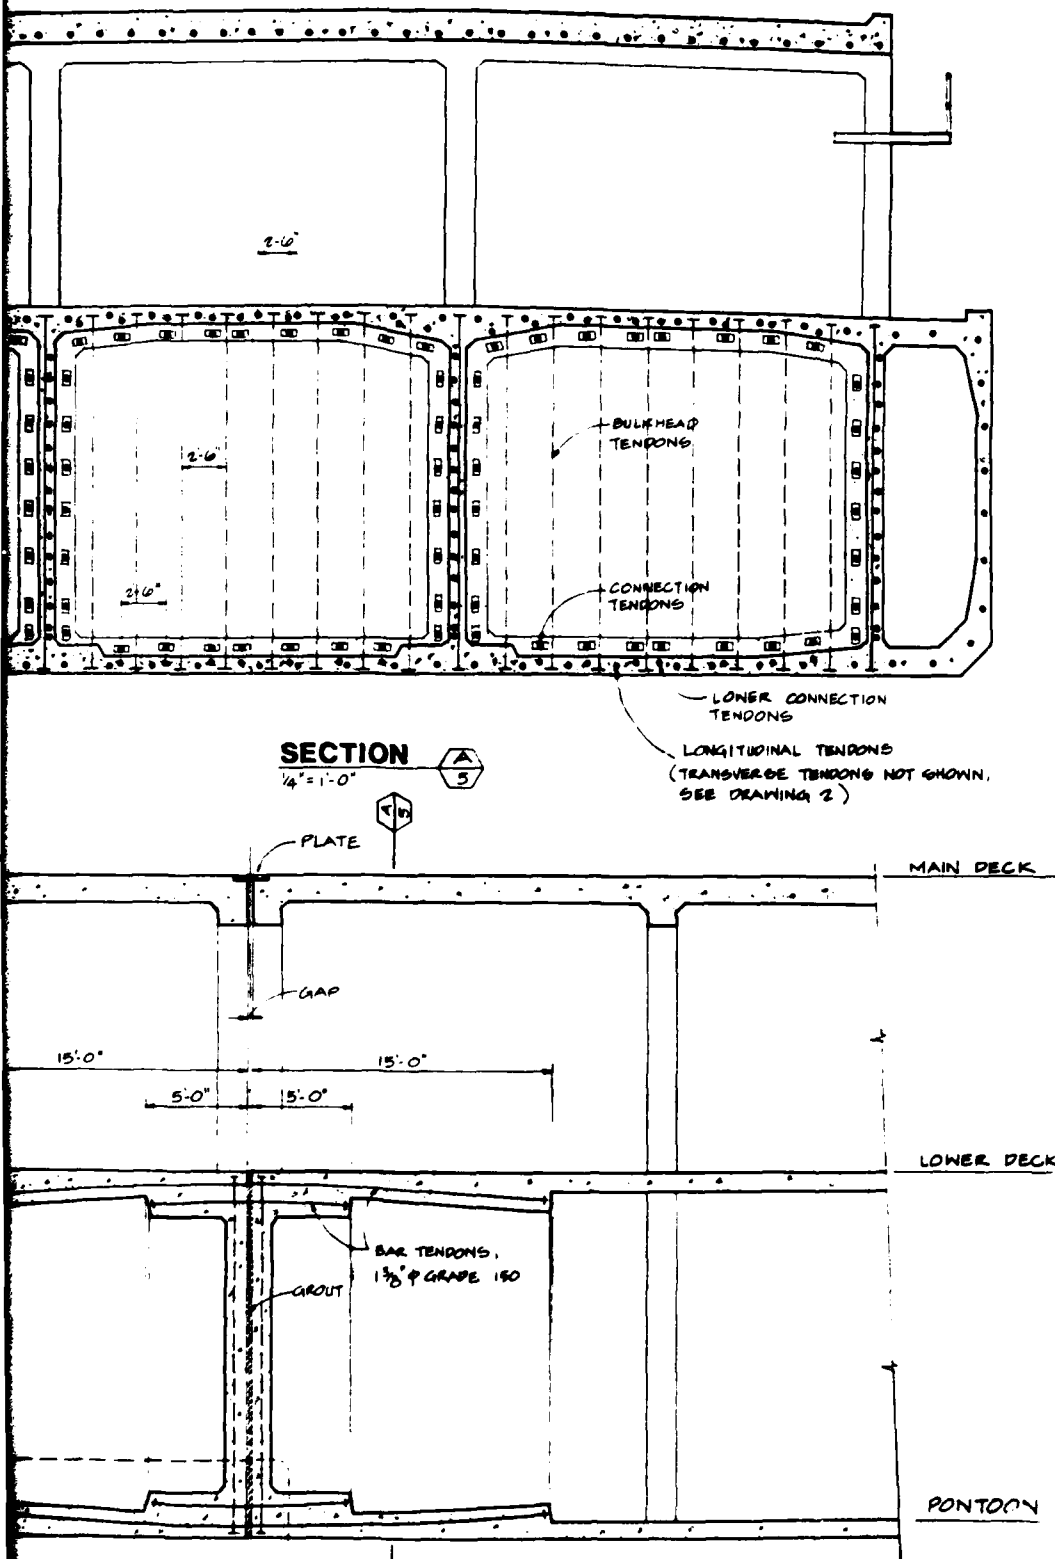 2-6"
BULKHEAD
TENDONS
2-6"
2-6"
CONNECTION
TENDONS
LOWER CONNECTION
TENDONS
LONGITUDINAL TENDONS
(TRANSVERSE TENDONS NOT SHOWN,
SEE DRAWING 2)
SECTION
A
5
1/4" = 1'-0"
A
5
PLATE
MAIN DECK
GAP
15'-0"
15'-0"
5'-0"
5'-0"
LOWER DECK
BAR TENDONS,
1 3/8" φ GRADE 150
GROUT
PONTOON